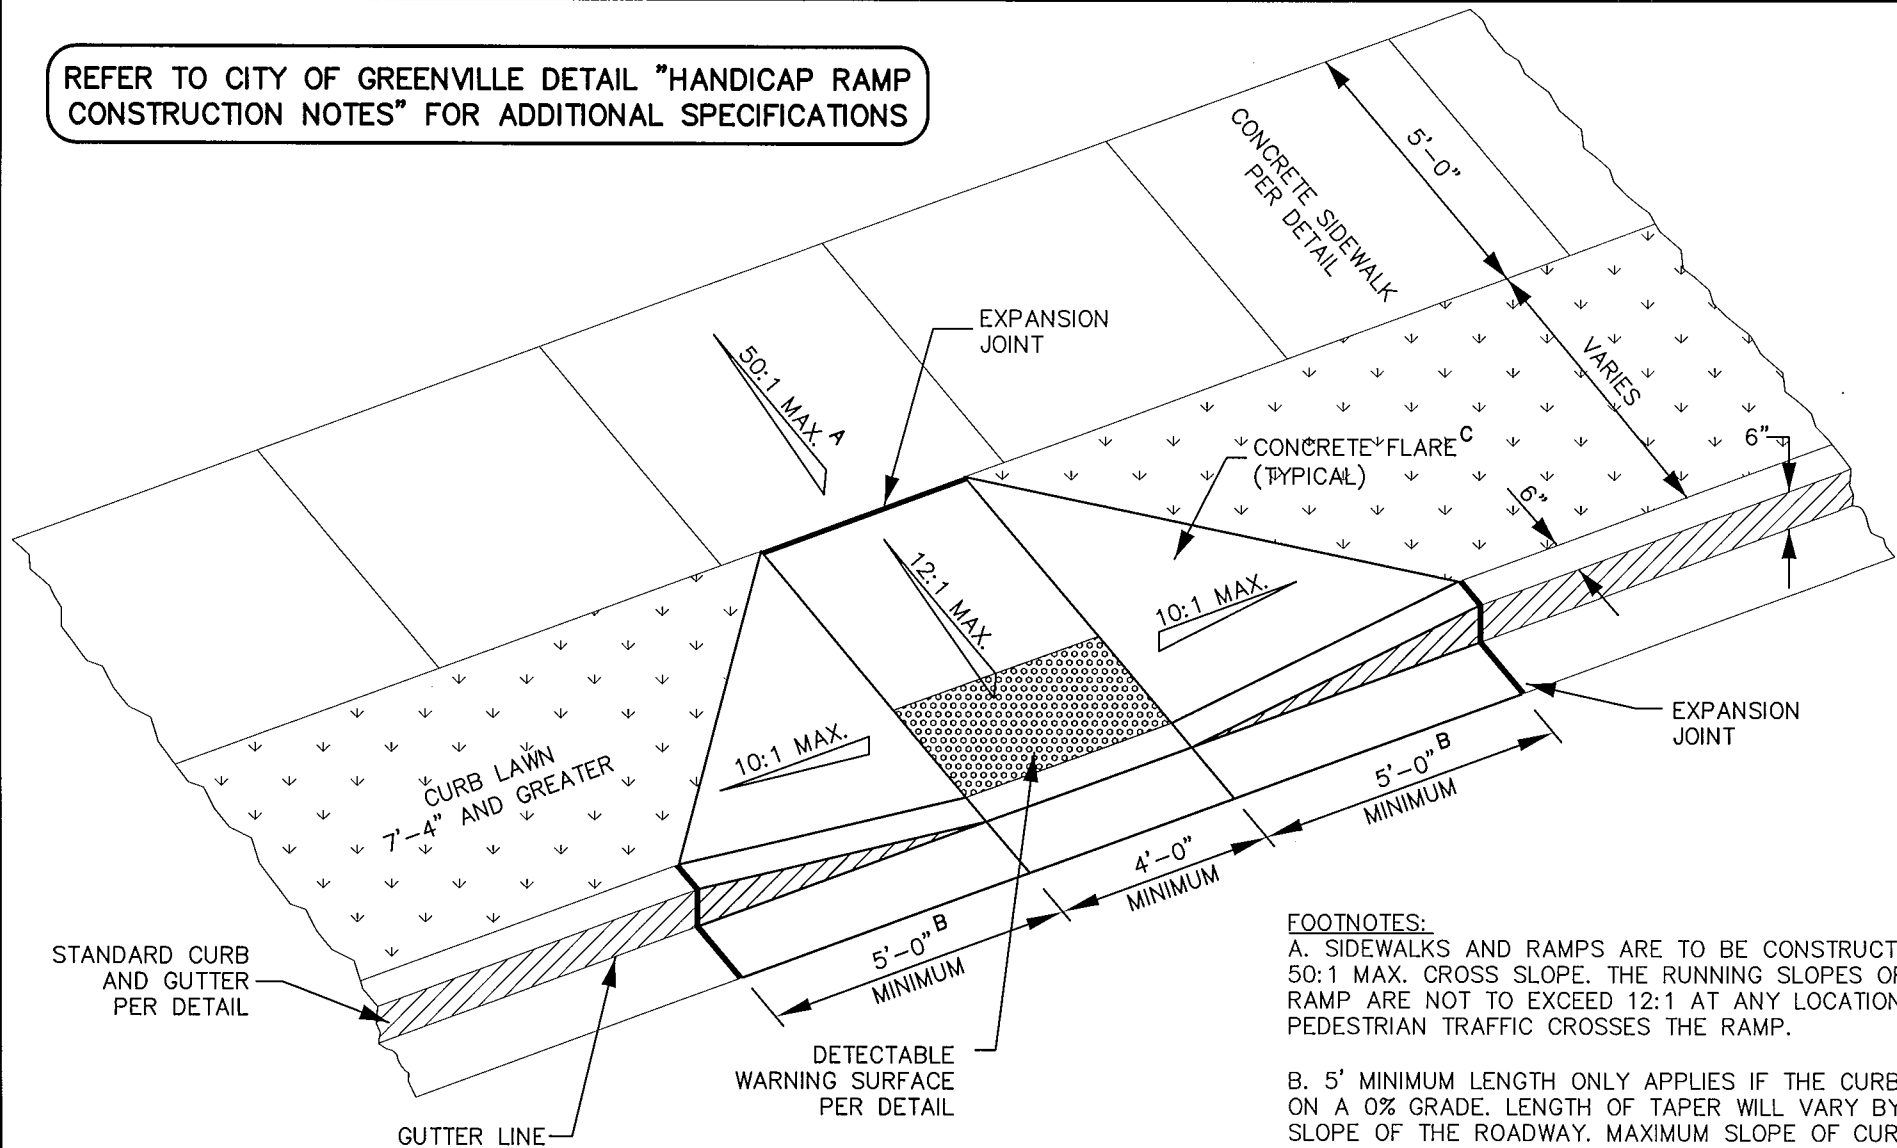 REFER TO CITY OF GREENVILLE DETAIL "HANDICAP RAMP
CONSTRUCTION NOTES" FOR ADDITIONAL SPECIFICATIONS
CONCRETE SIDEWALK
PER DETAIL
5'-0"
EXPANSION
JOINT
50:1 MAX. A
VARIES
CONCRETE FLARE C
(TYPICAL)
6"
6"
12:1 MAX.
10:1 MAX.
10:1 MAX.
EXPANSION
JOINT
CURB LAWN
7'-4" AND GREATER
5'-0" B
MINIMUM
4'-0"
MINIMUM
5'-0" B
MINIMUM
STANDARD CURB
AND GUTTER
PER DETAIL
DETECTABLE
WARNING SURFACE
PER DETAIL
GUTTER LINE
FOOTNOTES:
A. SIDEWALKS AND RAMPS ARE TO BE CONSTRUCT
50:1 MAX. CROSS SLOPE. THE RUNNING SLOPES OF
RAMP ARE NOT TO EXCEED 12:1 AT ANY LOCATION
PEDESTRIAN TRAFFIC CROSSES THE RAMP.
B. 5' MINIMUM LENGTH ONLY APPLIES IF THE CURB
ON A 0% GRADE. LENGTH OF TAPER WILL VARY BY
SLOPE OF THE ROADWAY. MAXIMUM SLOPE OF CUR